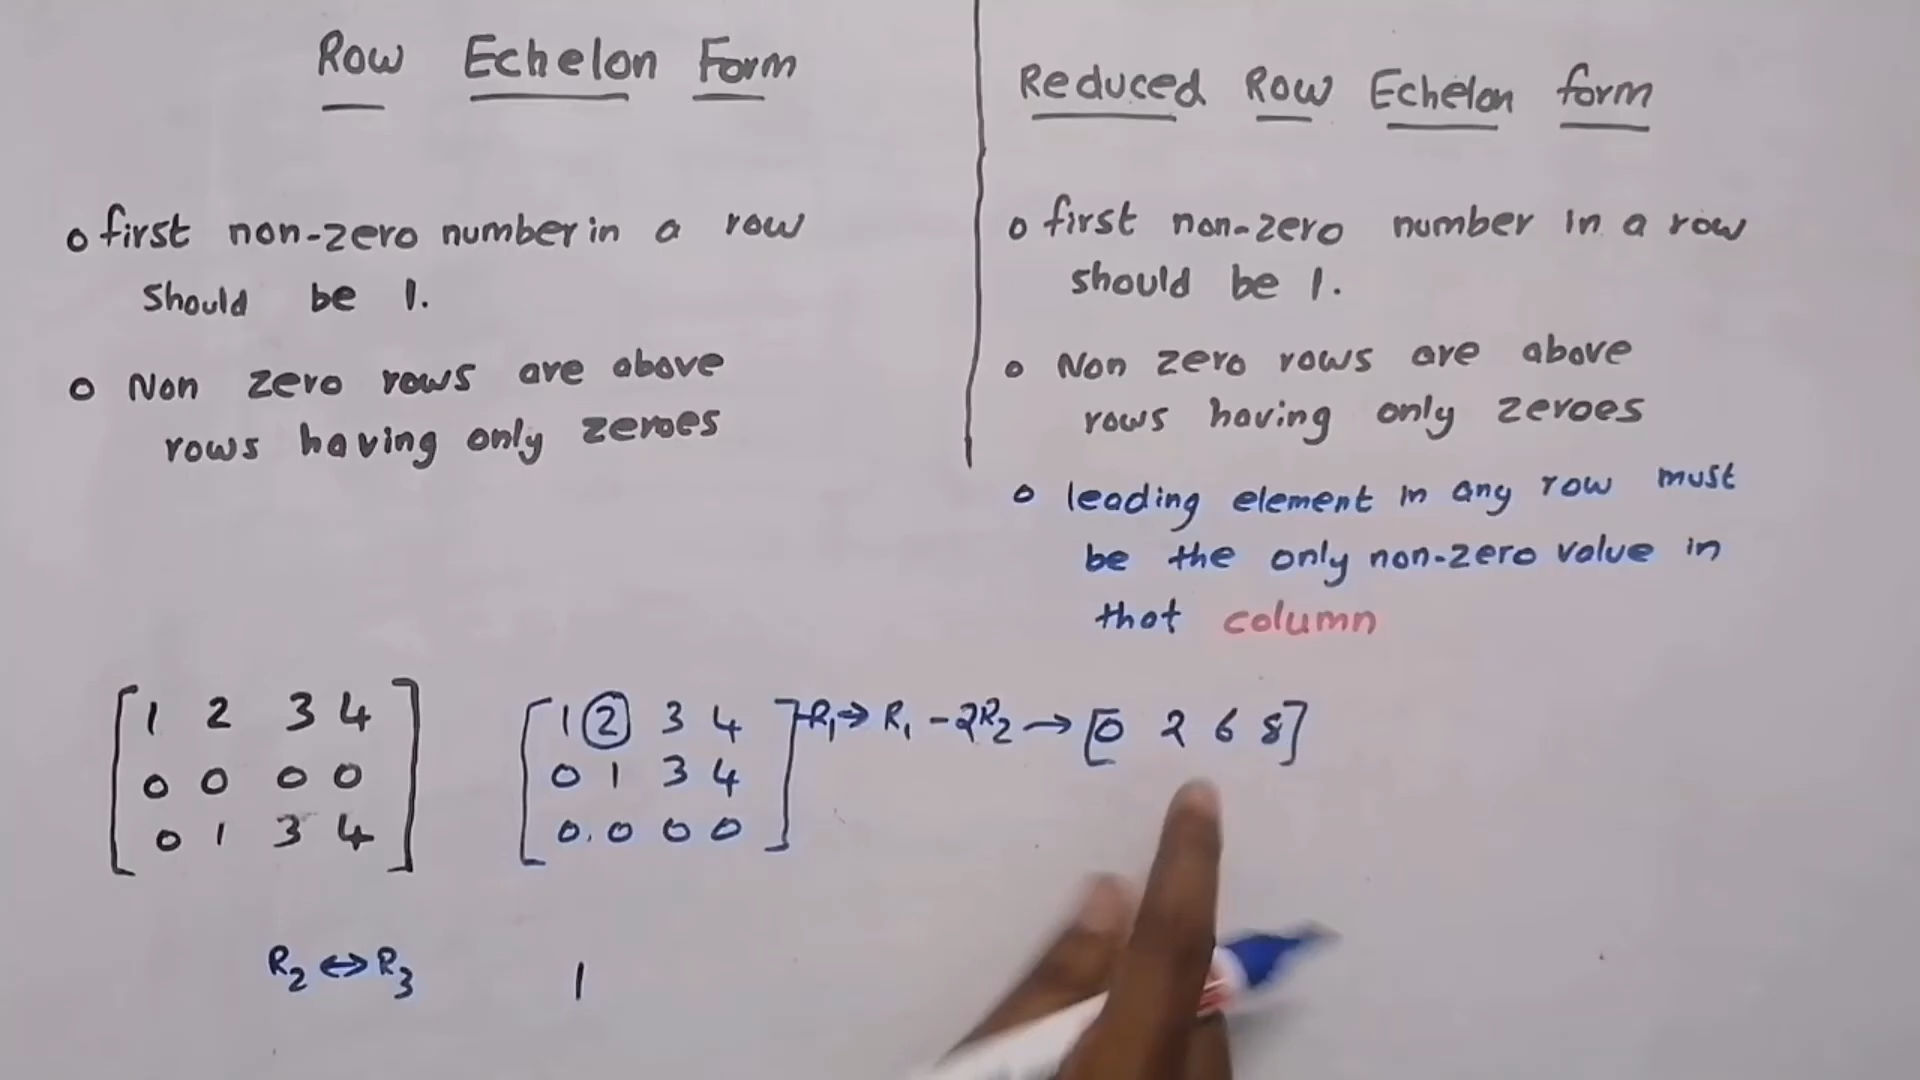 Row Echelon Form
o first non-zero number in a row
should be 1.
o Non zero rows are above
rows having only zeroes
Reduced Row Echelon form
o first non-zero number in a row
should be 1.
o Non zero rows are above
rows having only zeroes
o leading element in any row must
be the only non-zero value in
that column
[1 2 3 4
0 0 0 0
0 1 3 4]
[1 2 3 4
0 1 3 4
0. 0 0 0]
R₁→ R₁ - 2R₂ → [0 2 6 8]
R₂ ↔ R₃
1